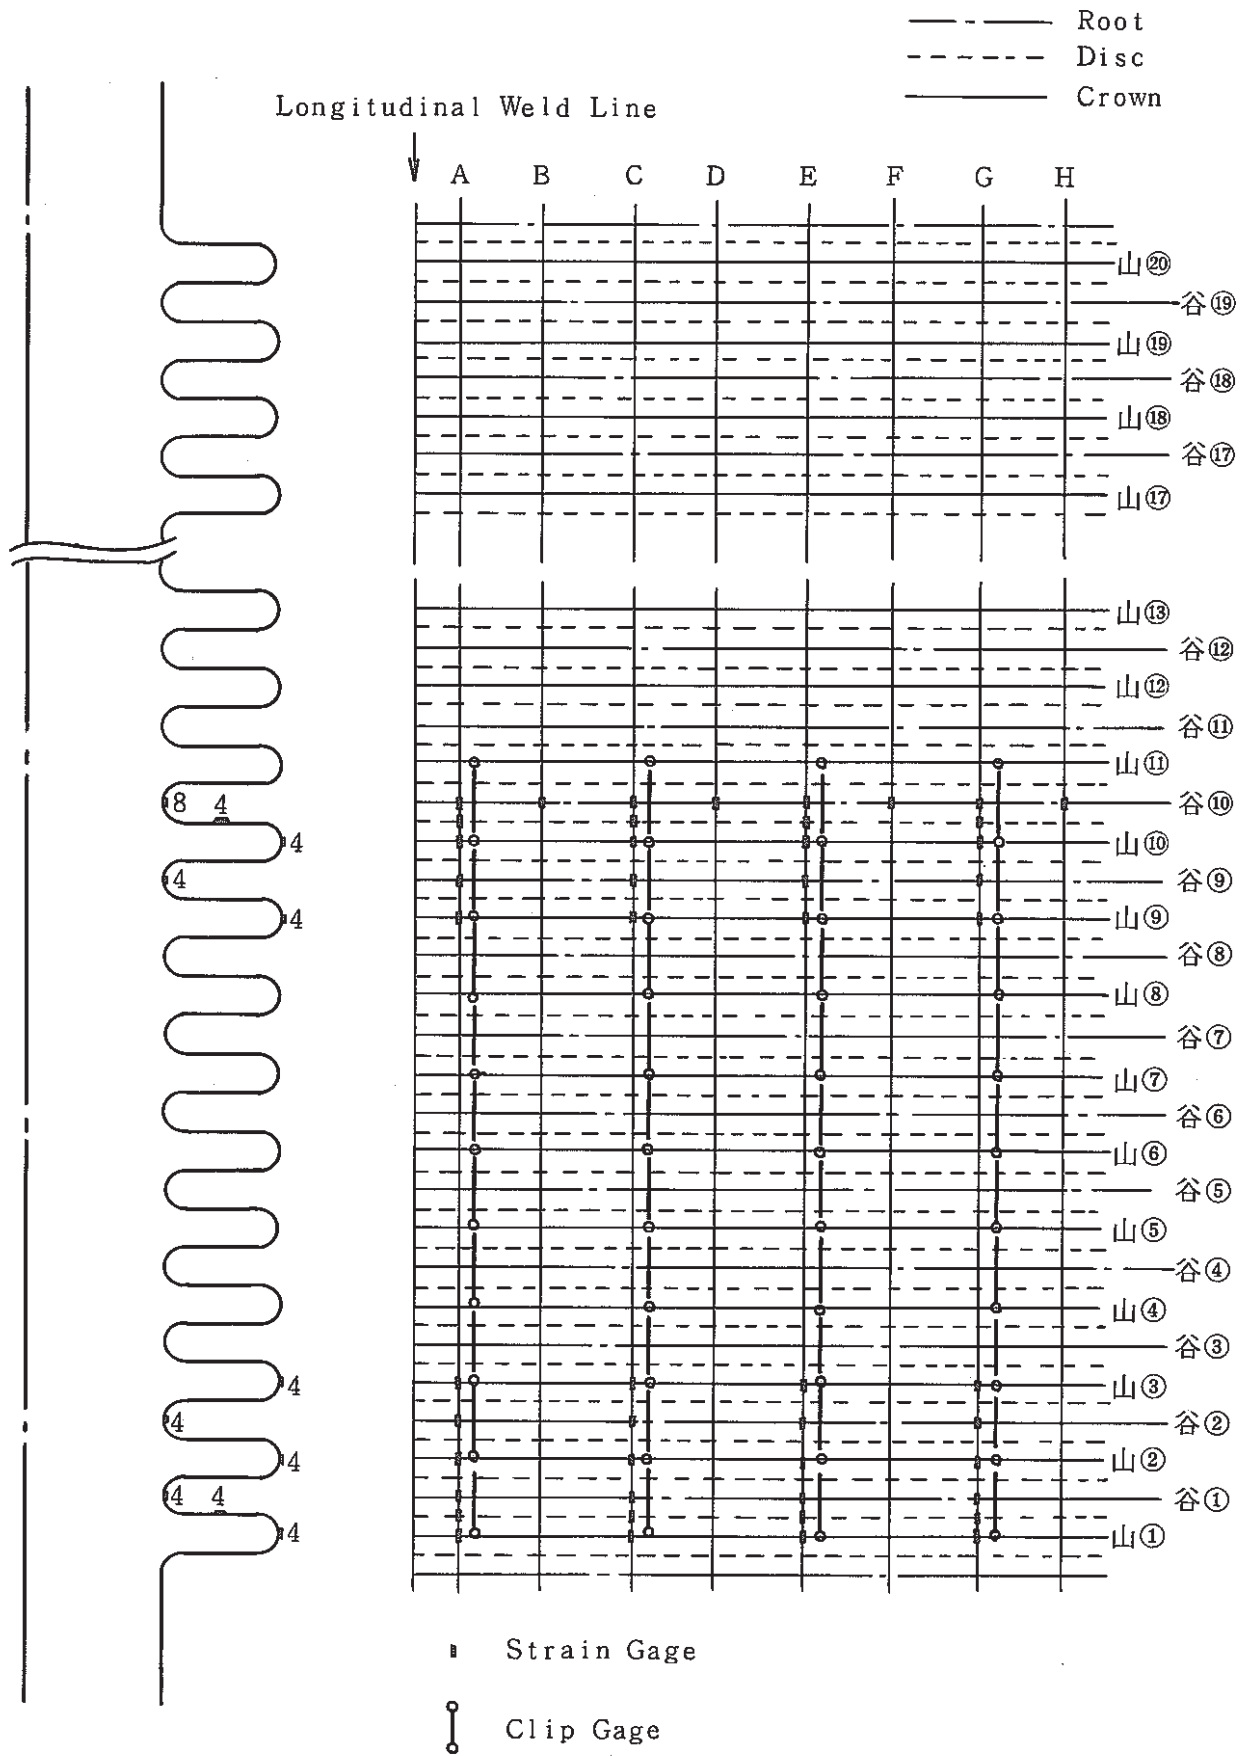 Root
Disc
Crown
Longitudinal Weld Line
A B C D E F G H
山⑳
谷⑲
山⑲
谷⑱
山⑱
谷⑰
山⑰
山⑬
谷⑫
山⑫
谷⑪
山⑪
8 4
谷⑩
4
山⑩
4
谷⑨
4
山⑨
谷⑧
山⑧
谷⑦
山⑦
谷⑥
山⑥
谷⑤
山⑤
谷④
山④
谷③
4
山③
4
谷②
4
山②
4 4
谷①
4
山①
Strain Gage
Clip Gage